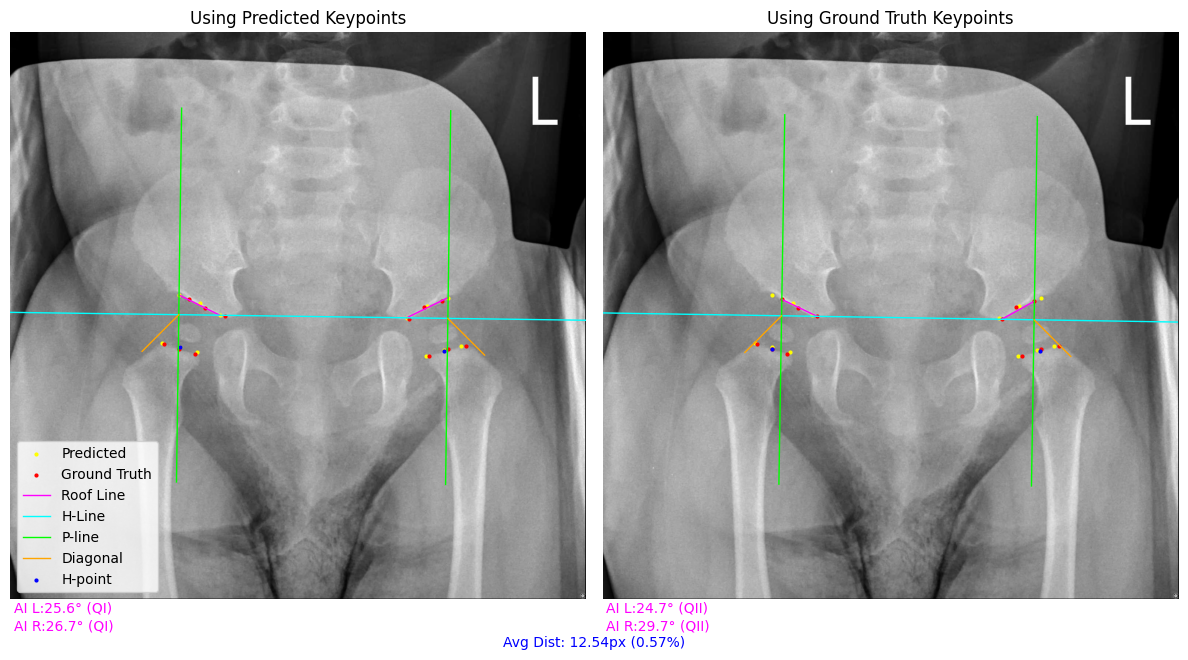 Using Predicted Keypoints
Using Ground Truth Keypoints
L
L
Predicted
Ground Truth
Roof Line
H-Line
P-line
Diagonal
H-point
AI L:25.6° (QI)
AI R:26.7° (QI)
AI L:24.7° (QII)
AI R:29.7° (QII)
Avg Dist: 12.54px (0.57%)